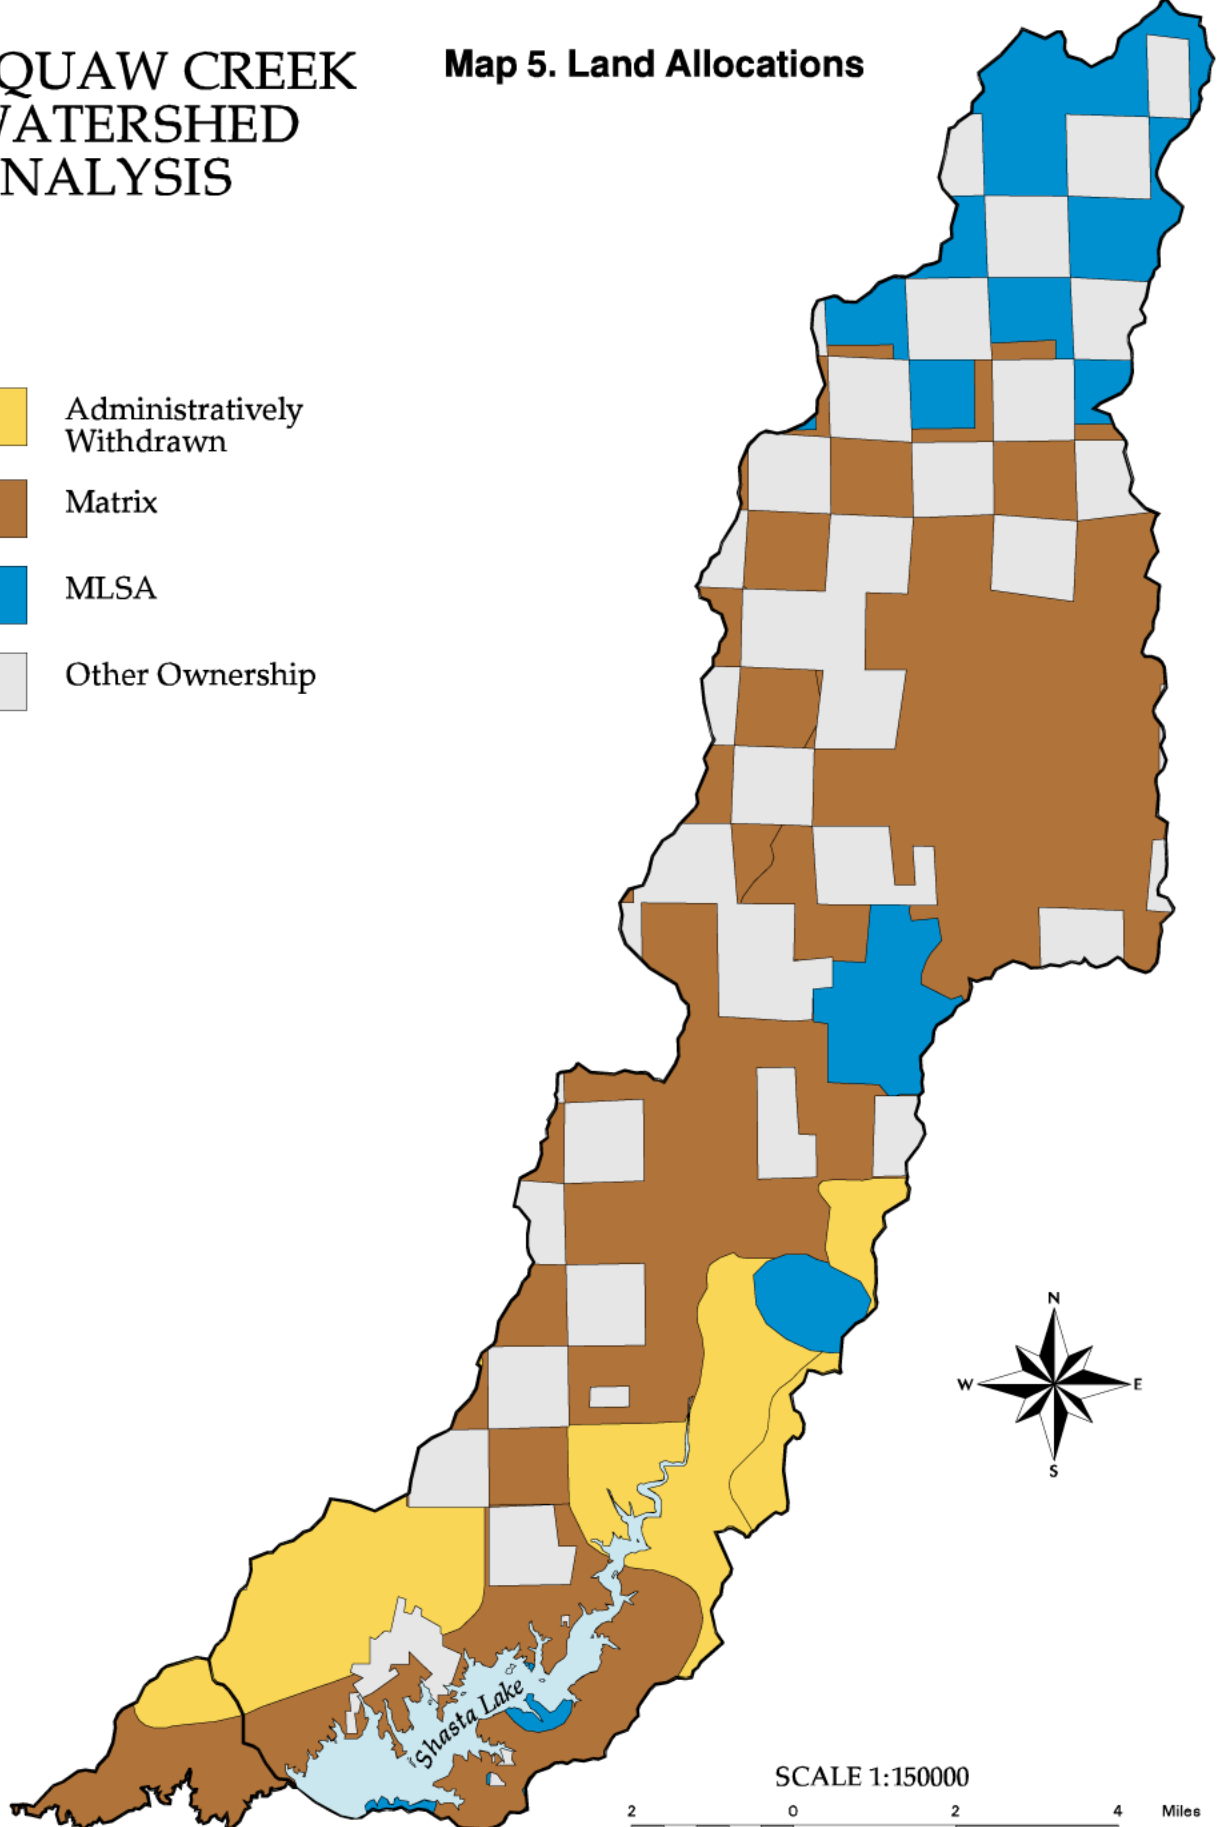 QUAW CREEK
WATERSHED
NALYSIS
Map 5. Land Allocations
Administratively
Withdrawn
Matrix
MLSA
Other Ownership
N
W
E
S
Shasta Lake
SCALE 1:150000
2 0 2 4 Miles